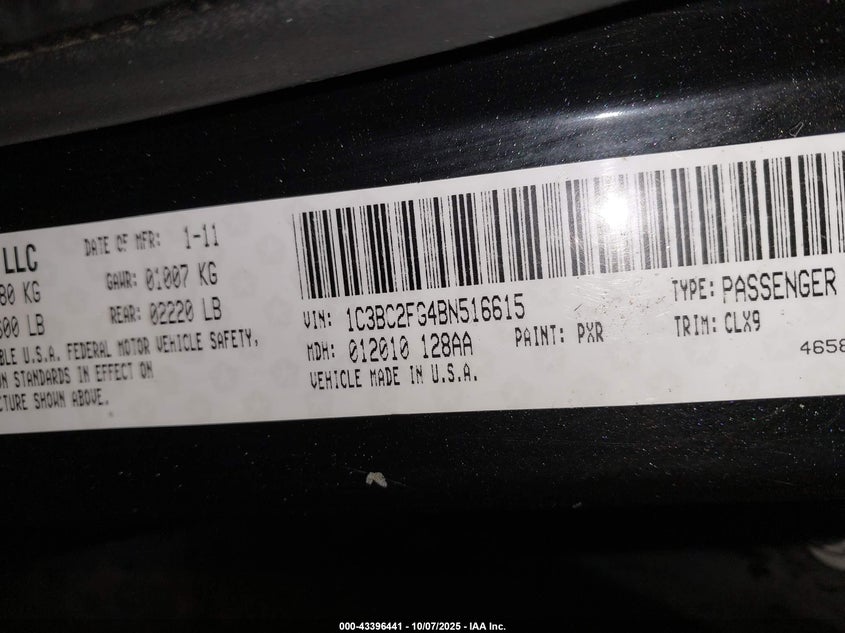 LLC
DATE OF MFR: 1-11
80 KG
GAWR: 01007 KG
600 LB
REAR: 02220 LB
BLE U.S.A. FEDERAL MOTOR VEHICLE SAFETY,
ON STANDARDS IN EFFECT ON
CTURE SHOWN ABOVE.
VIN: 1C3BC2FG4BN516615
TYPE: PASSENGER
MDH: 012010 128AA
PAINT: PXR
TRIM: CLX9
VEHICLE MADE IN U.S.A.
4658
000-43396441 - 10/07/2025 - IAA Inc.